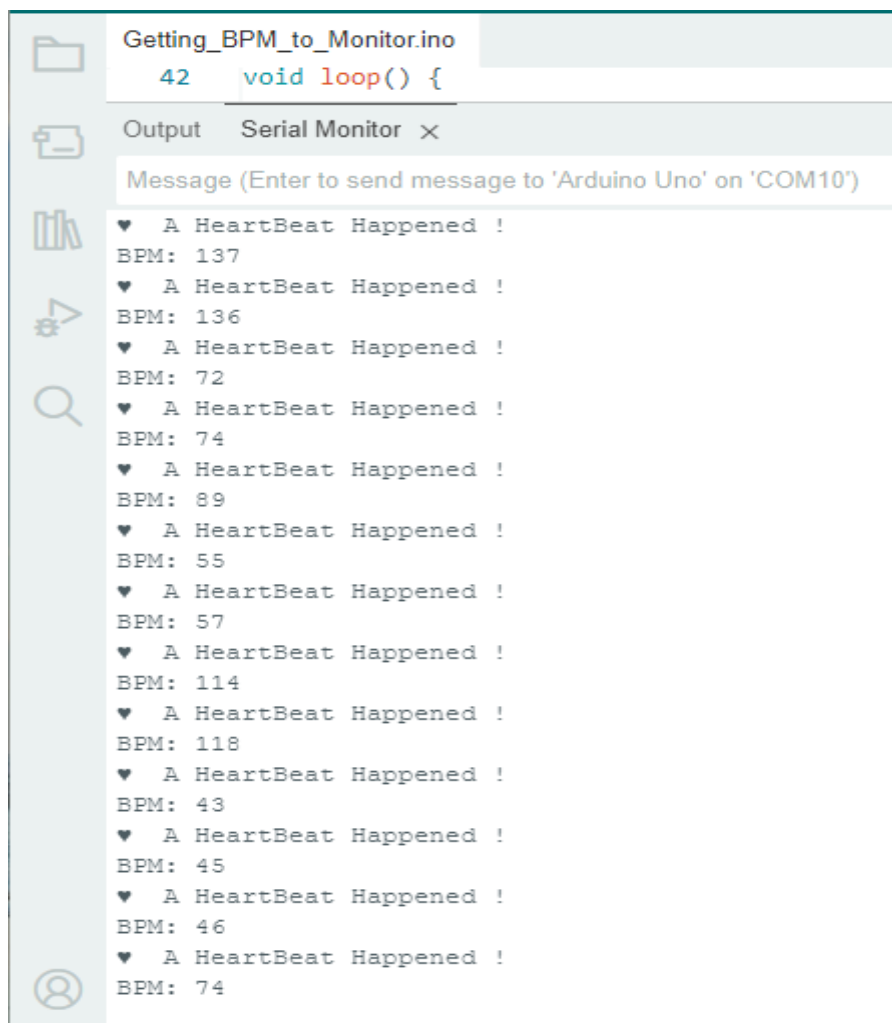 Getting_BPM_to_Monitor.ino
42 void loop() {
Output Serial Monitor ×
Message (Enter to send message to 'Arduino Uno' on 'COM10')
♥ A HeartBeat Happened !
BPM: 137
♥ A HeartBeat Happened !
BPM: 136
♥ A HeartBeat Happened !
BPM: 72
♥ A HeartBeat Happened !
BPM: 74
♥ A HeartBeat Happened !
BPM: 89
♥ A HeartBeat Happened !
BPM: 55
♥ A HeartBeat Happened !
BPM: 57
♥ A HeartBeat Happened !
BPM: 114
♥ A HeartBeat Happened !
BPM: 118
♥ A HeartBeat Happened !
BPM: 43
♥ A HeartBeat Happened !
BPM: 45
♥ A HeartBeat Happened !
BPM: 46
♥ A HeartBeat Happened !
BPM: 74